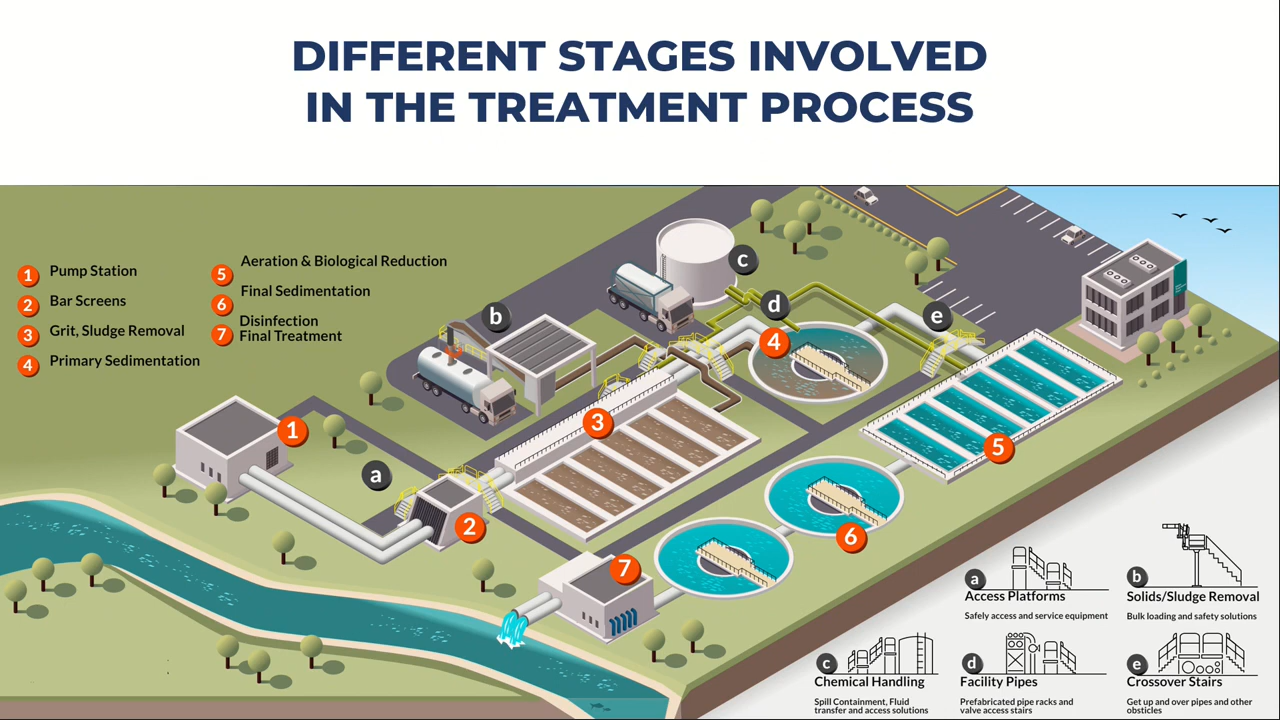 DIFFERENT STAGES INVOLVED
IN THE TREATMENT PROCESS
1 Pump Station
2 Bar Screens
3 Grit, Sludge Removal
4 Primary Sedimentation
5 Aeration & Biological Reduction
6 Final Sedimentation
7 Disinfection
Final Treatment
c
d
b
e
4
1
3
a
5
2
6
7
a
Access Platforms
Safely access and service equipment
b
Solids/Sludge Removal
Bulk loading and safety solutions
c
Chemical Handling
Spill Containment, Fluid
transfer and access solutions
d
Facility Pipes
Prefabricated pipe racks and
valve access stairs
e
Crossover Stairs
Get up and over pipes and other
obsticles